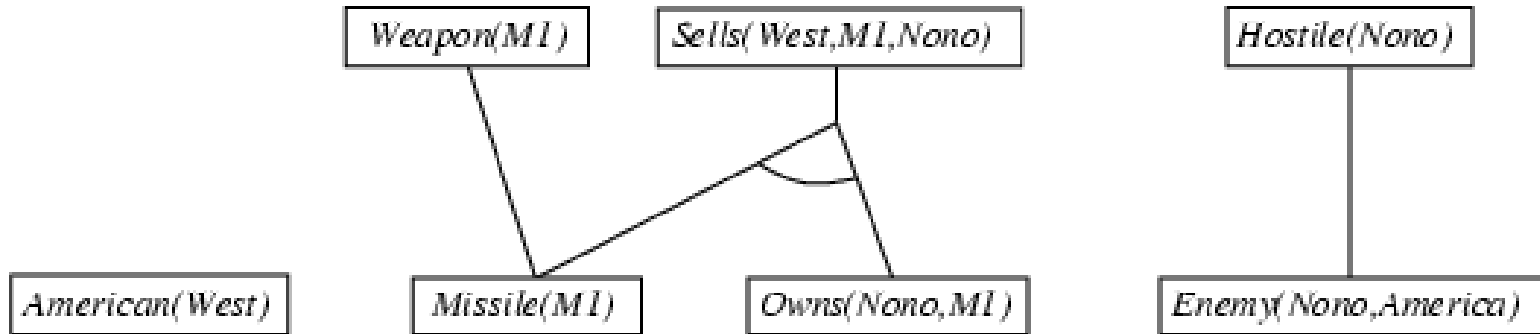 Weapon(M1)
Sells(West,M1,Nono)
Hostile(Nono)
American(West)
Missile(M1)
Owns(Nono,M1)
Enemy(Nono,America)